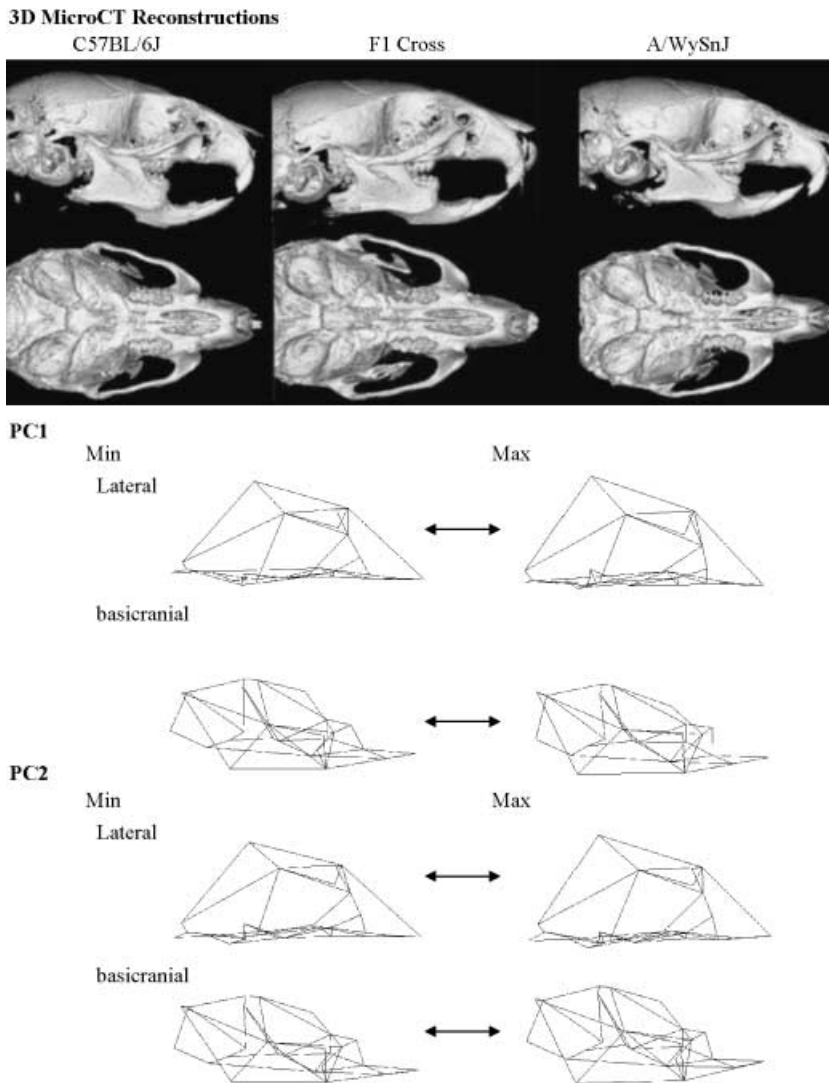 3D MicroCT Reconstructions
C57BL/6J F1 Cross A/WySnJ
PC1
Min Max
Lateral
basicranial
PC2
Min Max
Lateral
basicranial